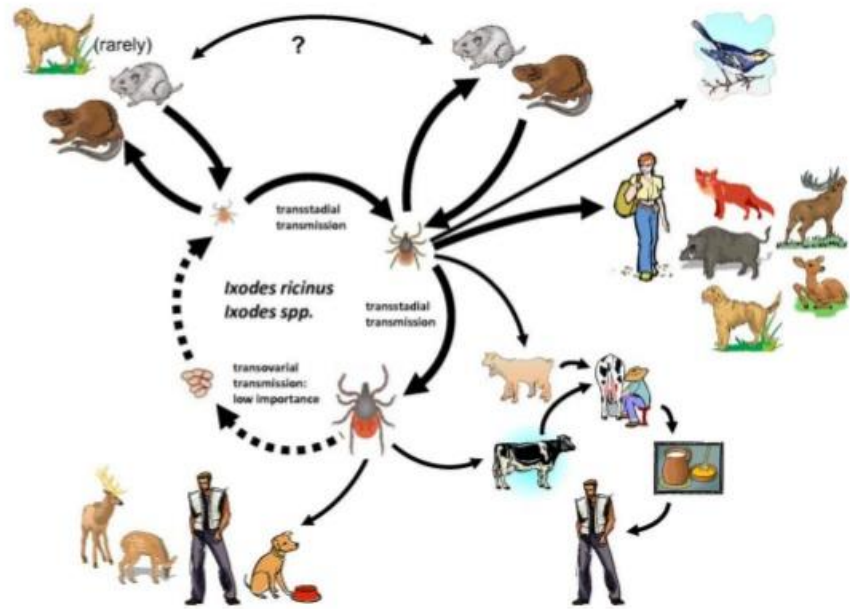 (rarely)
?
transstadial
transmission
Ixodes ricinus
Ixodes spp.
transstadial
transmission
transovarial
transmission:
low importance